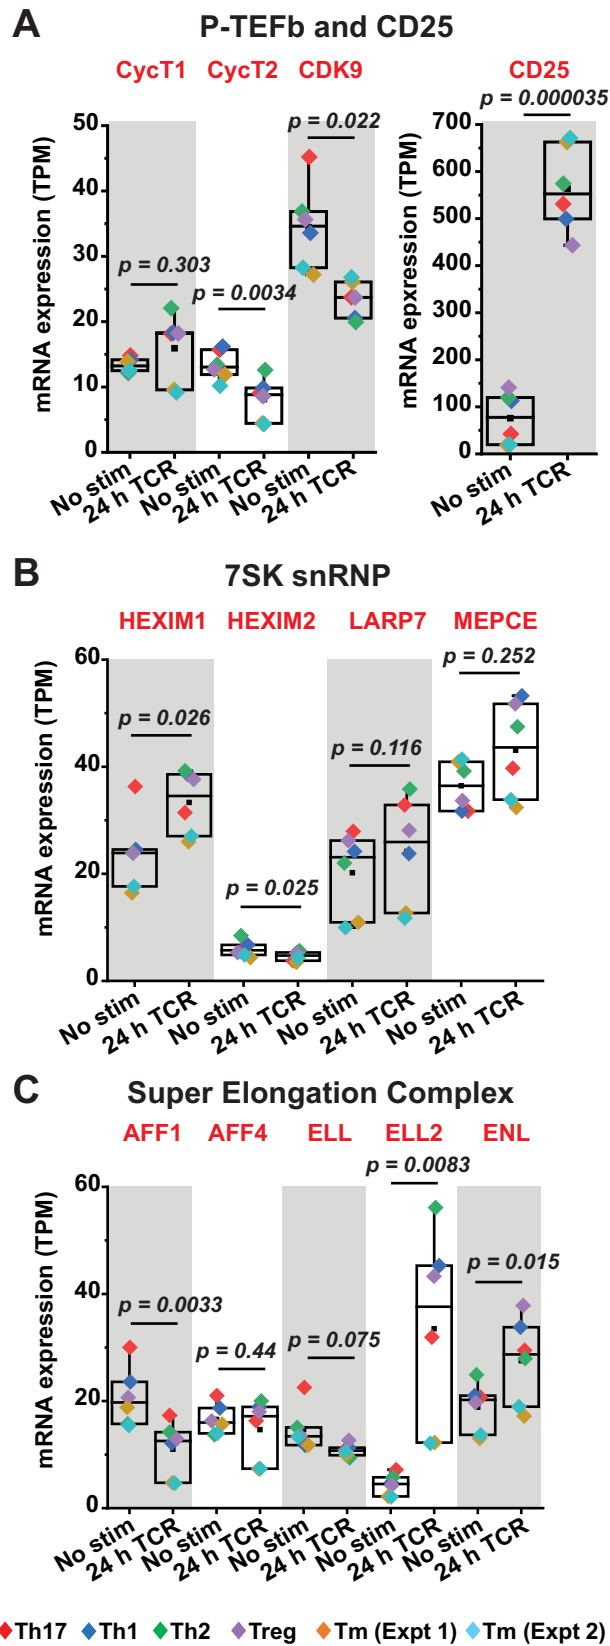 A P-TEFb and CD25
CycT1 CycT2 CDK9 CD25
p = 0.000035
p = 0.022
p = 0.303
p = 0.0034
mRNA expression (TPM)
50
40
30
20
10
0
mRNA epxression (TPM)
700
600
500
400
300
200
100
0
No stim 24 h TCR No stim 24 h TCR No stim 24 h TCR No stim 24 h TCR
B 7SK snRNP
HEXIM1 HEXIM2 LARP7 MEPCE
p = 0.252
p = 0.026
p = 0.116
p = 0.025
mRNA expression (TPM)
60
40
20
0
No stim 24 h TCR No stim 24 h TCR No stim 24 h TCR No stim 24 h TCR
C Super Elongation Complex
AFF1 AFF4 ELL ELL2 ENL
p = 0.0083
p = 0.015
p = 0.0033
p = 0.44
p = 0.075
mRNA expression (TPM)
60
40
20
0
No stim 24 h TCR No stim 24 h TCR No stim 24 h TCR No stim 24 h TCR No stim 24 h TCR
Th17 Th1 Th2 Treg Tm (Expt 1) Tm (Expt 2)